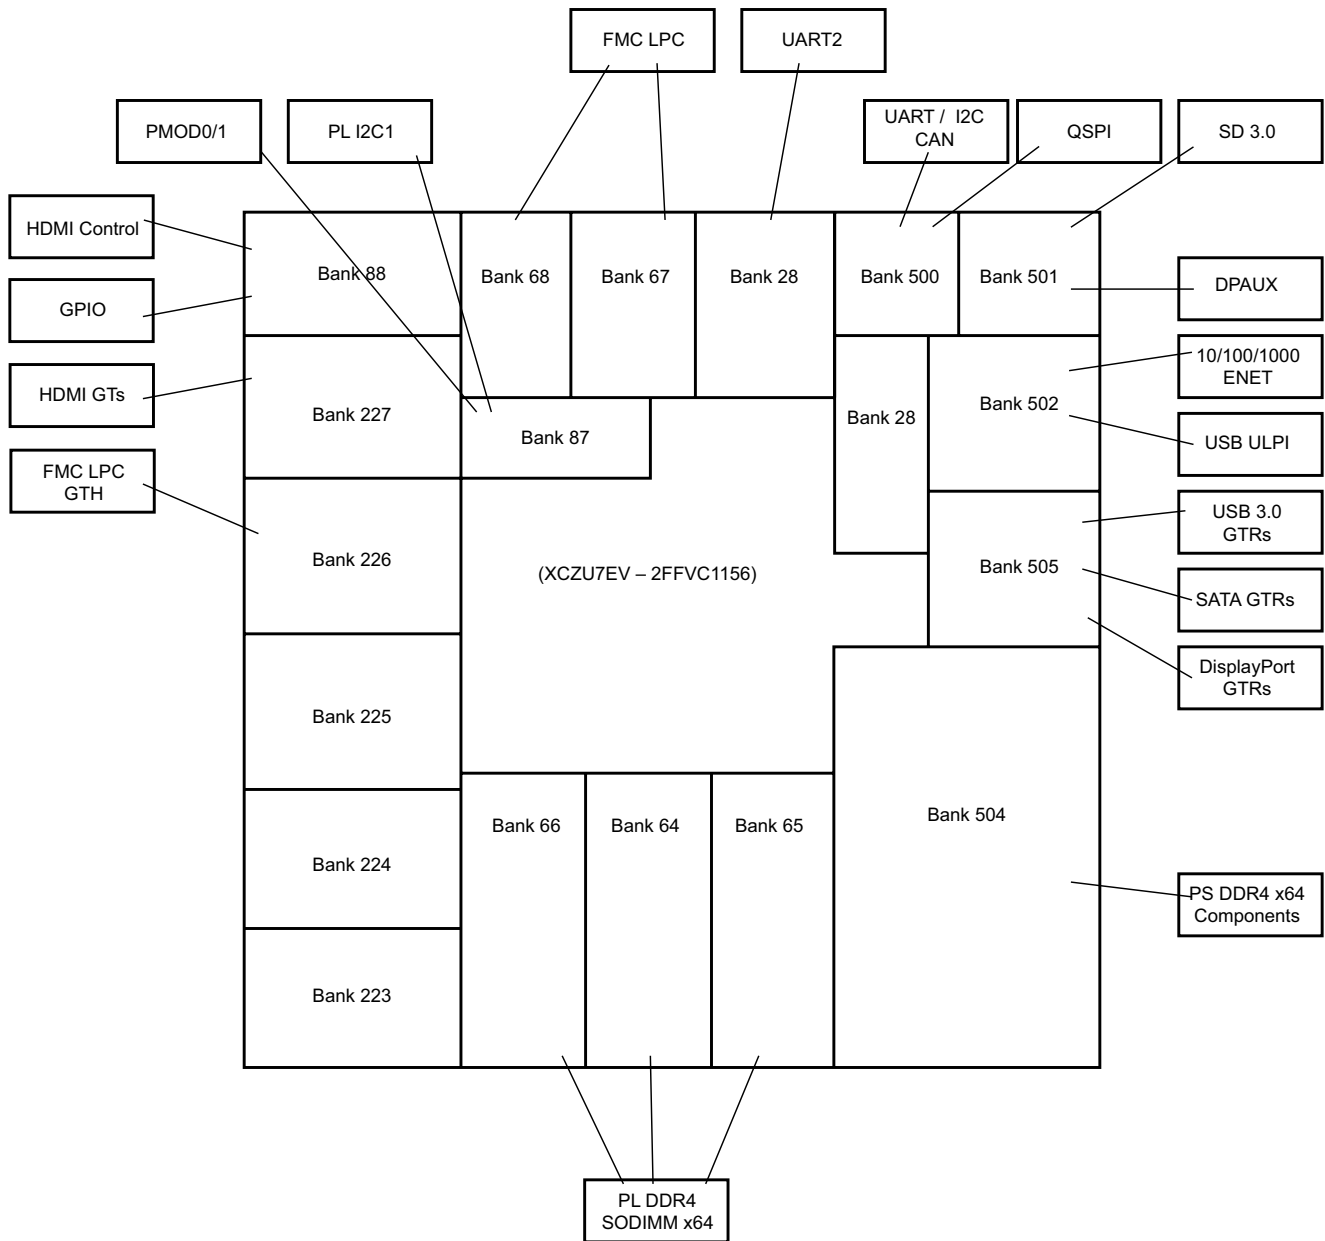 FMC LPC
UART2
PMOD0/1
PL I2C1
UART / I2C
CAN
QSPI
SD 3.0
HDMI Control
GPIO
HDMI GTs
FMC LPC
GTH
Bank 88
Bank 68
Bank 67
Bank 28
Bank 500
Bank 501
DPAUX
10/100/1000
ENET
Bank 227
Bank 87
Bank 28
Bank 502
USB ULPI
USB 3.0
GTRs
Bank 226
(XCZU7EV – 2FFVC1156)
Bank 505
SATA GTRs
DisplayPort
GTRs
Bank 225
Bank 66
Bank 64
Bank 65
Bank 504
Bank 224
PS DDR4 x64
Components
Bank 223
PL DDR4
SODIMM x64